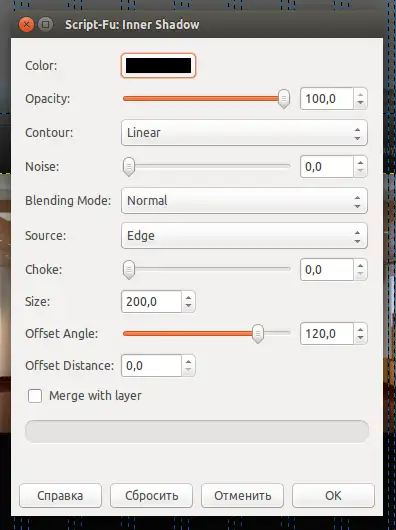 Script-Fu: Inner Shadow
Color:
Opacity: 100,0
Contour: Linear
Noise: 0,0
Blending Mode: Normal
Source: Edge
Choke: 0,0
Size: 200,0
Offset Angle: 120,0
Offset Distance: 0,0
Merge with layer
Справка Сбросить Отменить OK